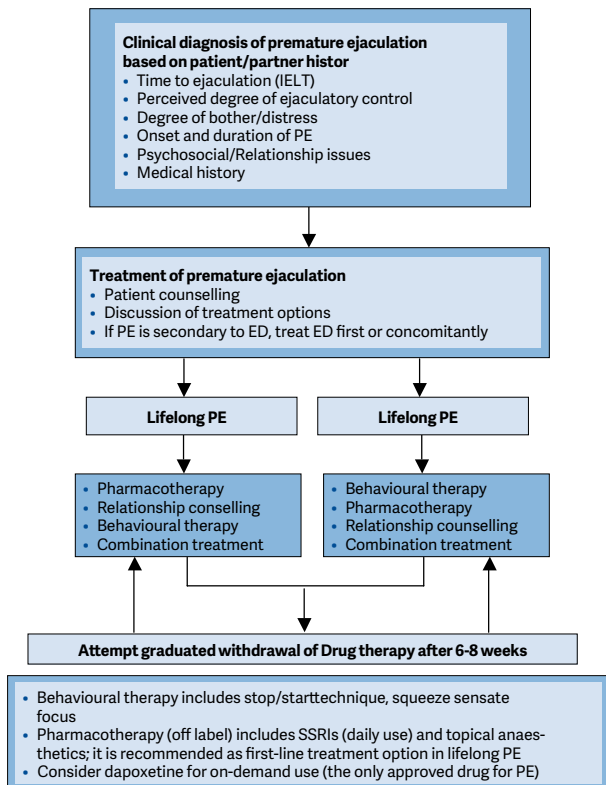 Clinical diagnosis of premature ejaculation
based on patient/partner histor
• Time to ejaculation (IELT)
• Perceived degree of ejaculatory control
• Degree of bother/distress
• Onset and duration of PE
• Psychosocial/Relationship issues
• Medical history
Treatment of premature ejaculation
• Patient counselling
• Discussion of treatment options
• If PE is secondary to ED, treat ED first or concomitantly
Lifelong PE
Lifelong PE
• Pharmacotherapy
• Relationship conselling
• Behavioural therapy
• Combination treatment
• Behavioural therapy
• Pharmacotherapy
• Relationship counselling
• Combination treatment
Attempt graduated withdrawal of Drug therapy after 6-8 weeks
• Behavioural therapy includes stop/starttechnique, squeeze sensate
focus
• Pharmacotherapy (off label) includes SSRIs (daily use) and topical anaes-
thetics; it is recommended as first-line treatment option in lifelong PE
• Consider dapoxetine for on-demand use (the only approved drug for PE)